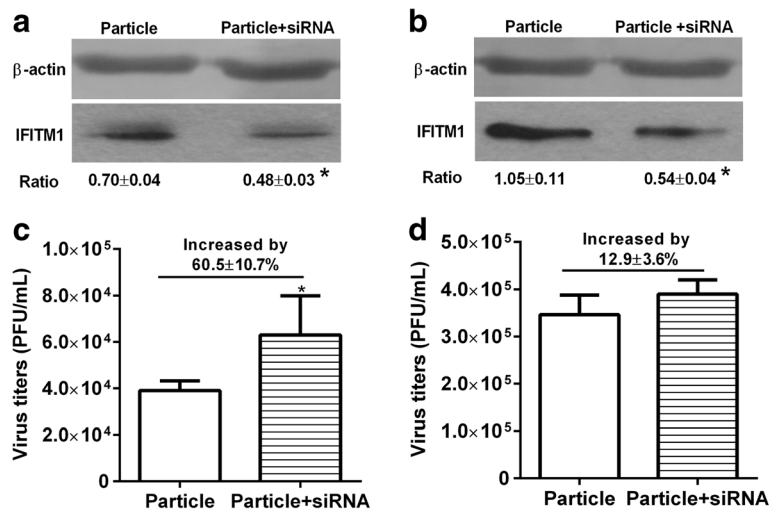 a
Particle
Particle+siRNA
β-actin
IFITM1
Ratio
0.70±0.04
0.48±0.03 *
b
Particle
Particle +siRNA
β-actin
IFITM1
Ratio
1.05±0.11
0.54±0.04 *
c
Virus titers (PFU/mL)
1.0×10⁵
8.0×10⁴
6.0×10⁴
4.0×10⁴
2.0×10⁴
0
Increased by
60.5±10.7%
*
Particle
Particle+siRNA
d
Virus titers (PFU/mL)
5.0×10⁵
4.0×10⁵
3.0×10⁵
2.0×10⁵
1.0×10⁵
0
Increased by
12.9±3.6%
Particle
Particle+siRNA